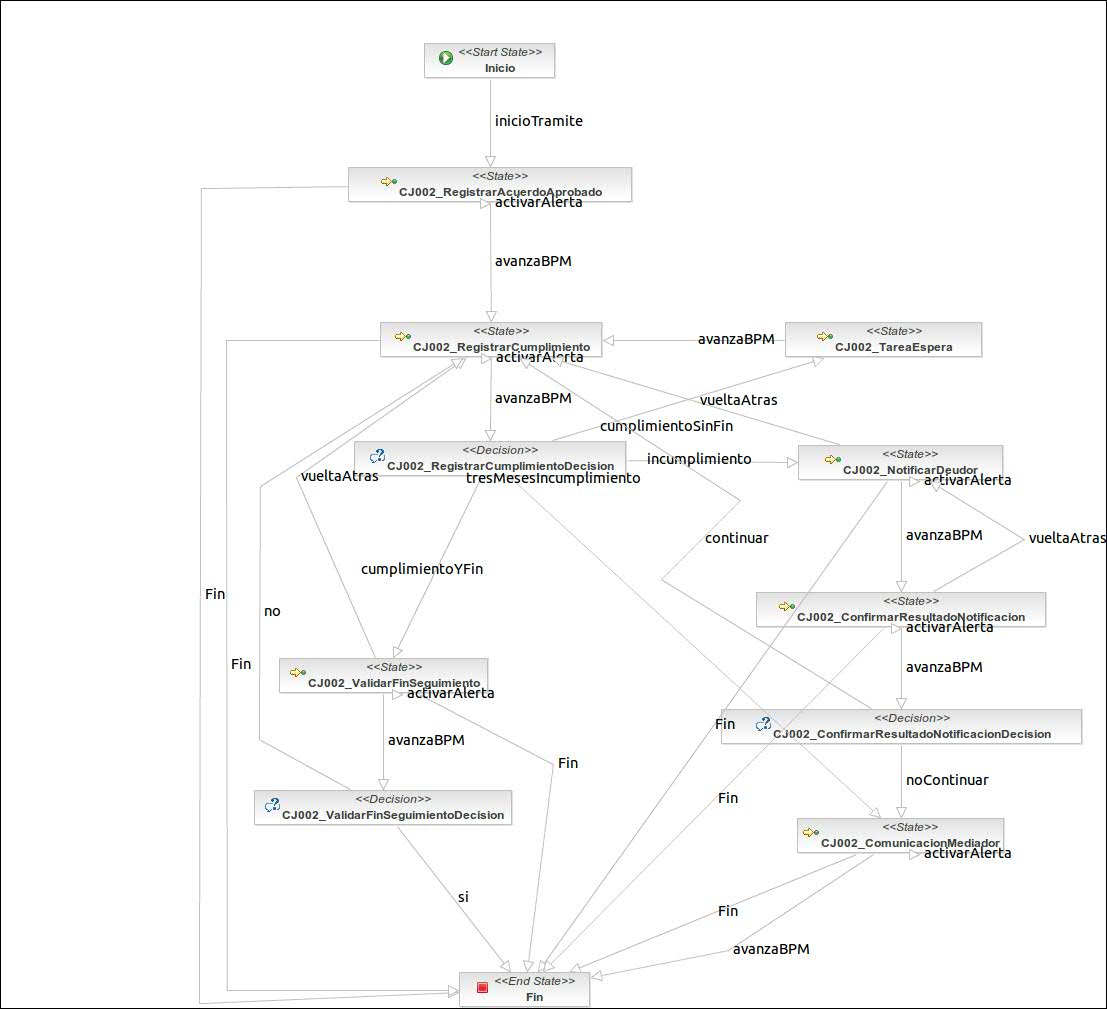 <<Start State>>
Inicio
inicioTramite
<<State>>
CJ002_RegistrarAcuerdoAprobado
activarAlerta
avanzaBPM
<<State>>
CJ002_RegistrarCumplimiento
activarAlerta
avanzaBPM
<<State>>
CJ002_TareaEspera
avanzaBPM
vueltaAtras
cumplimientoSinFin
<<Decision>>
CJ002_RegistrarCumplimientoDecision
incumplimiento
<<State>>
CJ002_NotificarDeudor
vueltaAtras
tresMesesIncumplimiento
activarAlerta
continuar
avanzaBPM
vueltaAtras
cumplimientoYFin
Fin
no
<<State>>
CJ002_ConfirmarResultadoNotificacion
activarAlerta
Fin
<<State>>
CJ002_ValidarFinSeguimiento
activarAlerta
avanzaBPM
<<Decision>>
CJ002_ConfirmarResultadoNotificacionDecision
Fin
avanzaBPM
Fin
noContinuar
<<Decision>>
CJ002_ValidarFinSeguimientoDecision
Fin
<<State>>
CJ002_ComunicacionMediador
activarAlerta
si
Fin
avanzaBPM
<<End State>>
Fin